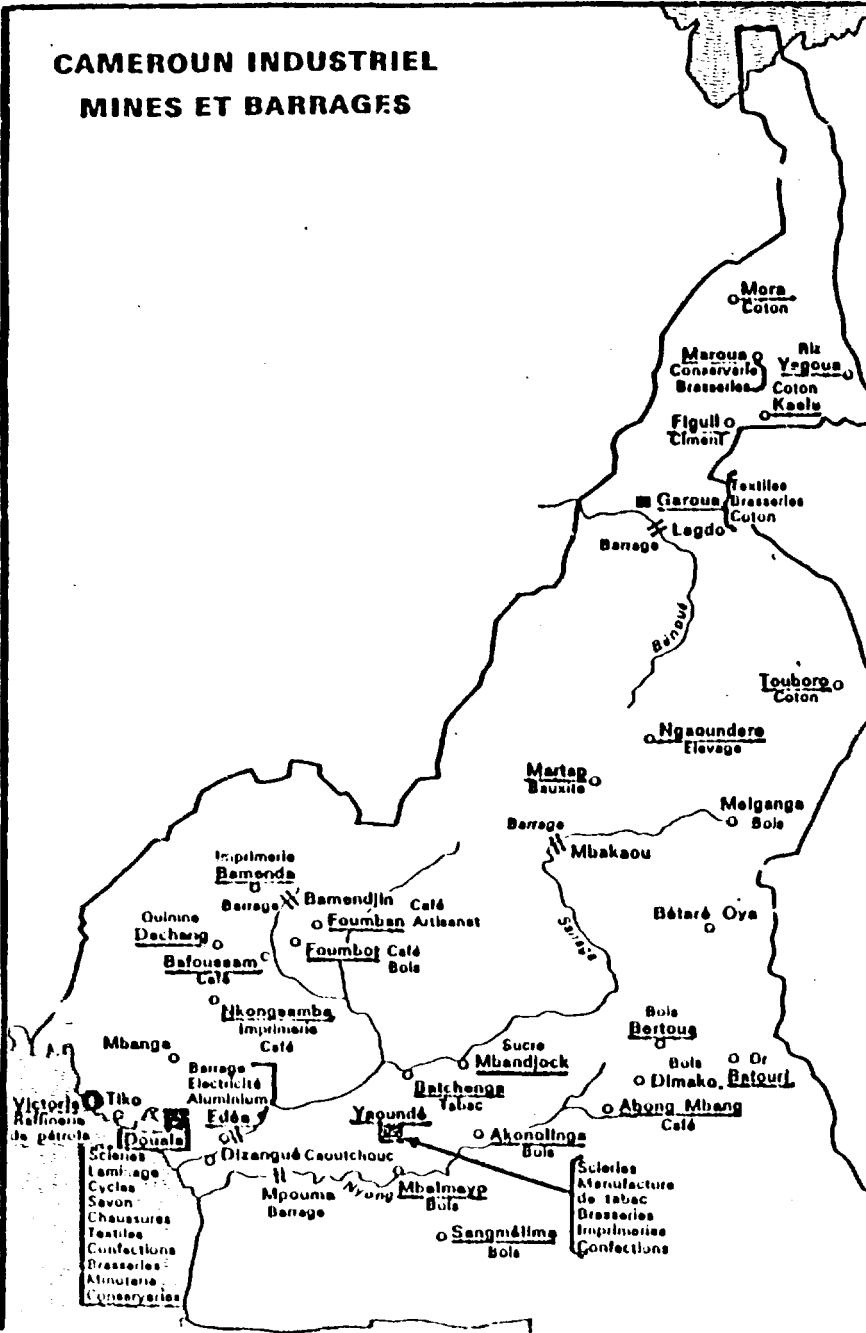 CAMEROUN INDUSTRIEL
MINES ET BARRAGES
Mora
Coton
Maroua
Conserverie
Brasseries
Riz
Yagoua
Coton
Kaele
Figuil
Ciment
Garoua
Textiles
Brasseries
Coton
Lagdo
Barrage
Bénoué
Touboro
Coton
Ngaoundere
Elevage
Martap
Bauxite
Meiganga
Bois
Barrage
Mbakaou
Imprimerie
Bamenda
Barrage
Bamendjin
Café
Foumban
Artisanat
Quinine
Dschang
Foumbot
Café
Bois
Bafoussam
Café
Bétaré Oya
Sanaga
Nkongsamba
Imprimerie
Café
Bois
Bertoua
Mbanga
Sucre
Mbandjock
Barrage
Electricité
Aluminium
Edéa
Batchenga
Tabac
Bois
Dimako
Or
Batouri
Victoria
Raffinerie
de pétrole
Tiko
Douala
Yaoundé
Abong Mbang
Café
Akonolinga
Bois
Dizangué Caoutchouc
Scieries
Laminage
Cycles
Savon
Chaussures
Textiles
Confections
Brasseries
Minoterie
Conserveries
Mpouma
Barrage
Nyong
Mbalmayo
Bois
Scieries
Manufacture
de tabac
Brasseries
Imprimeries
Confections
Sangmélima
Bois